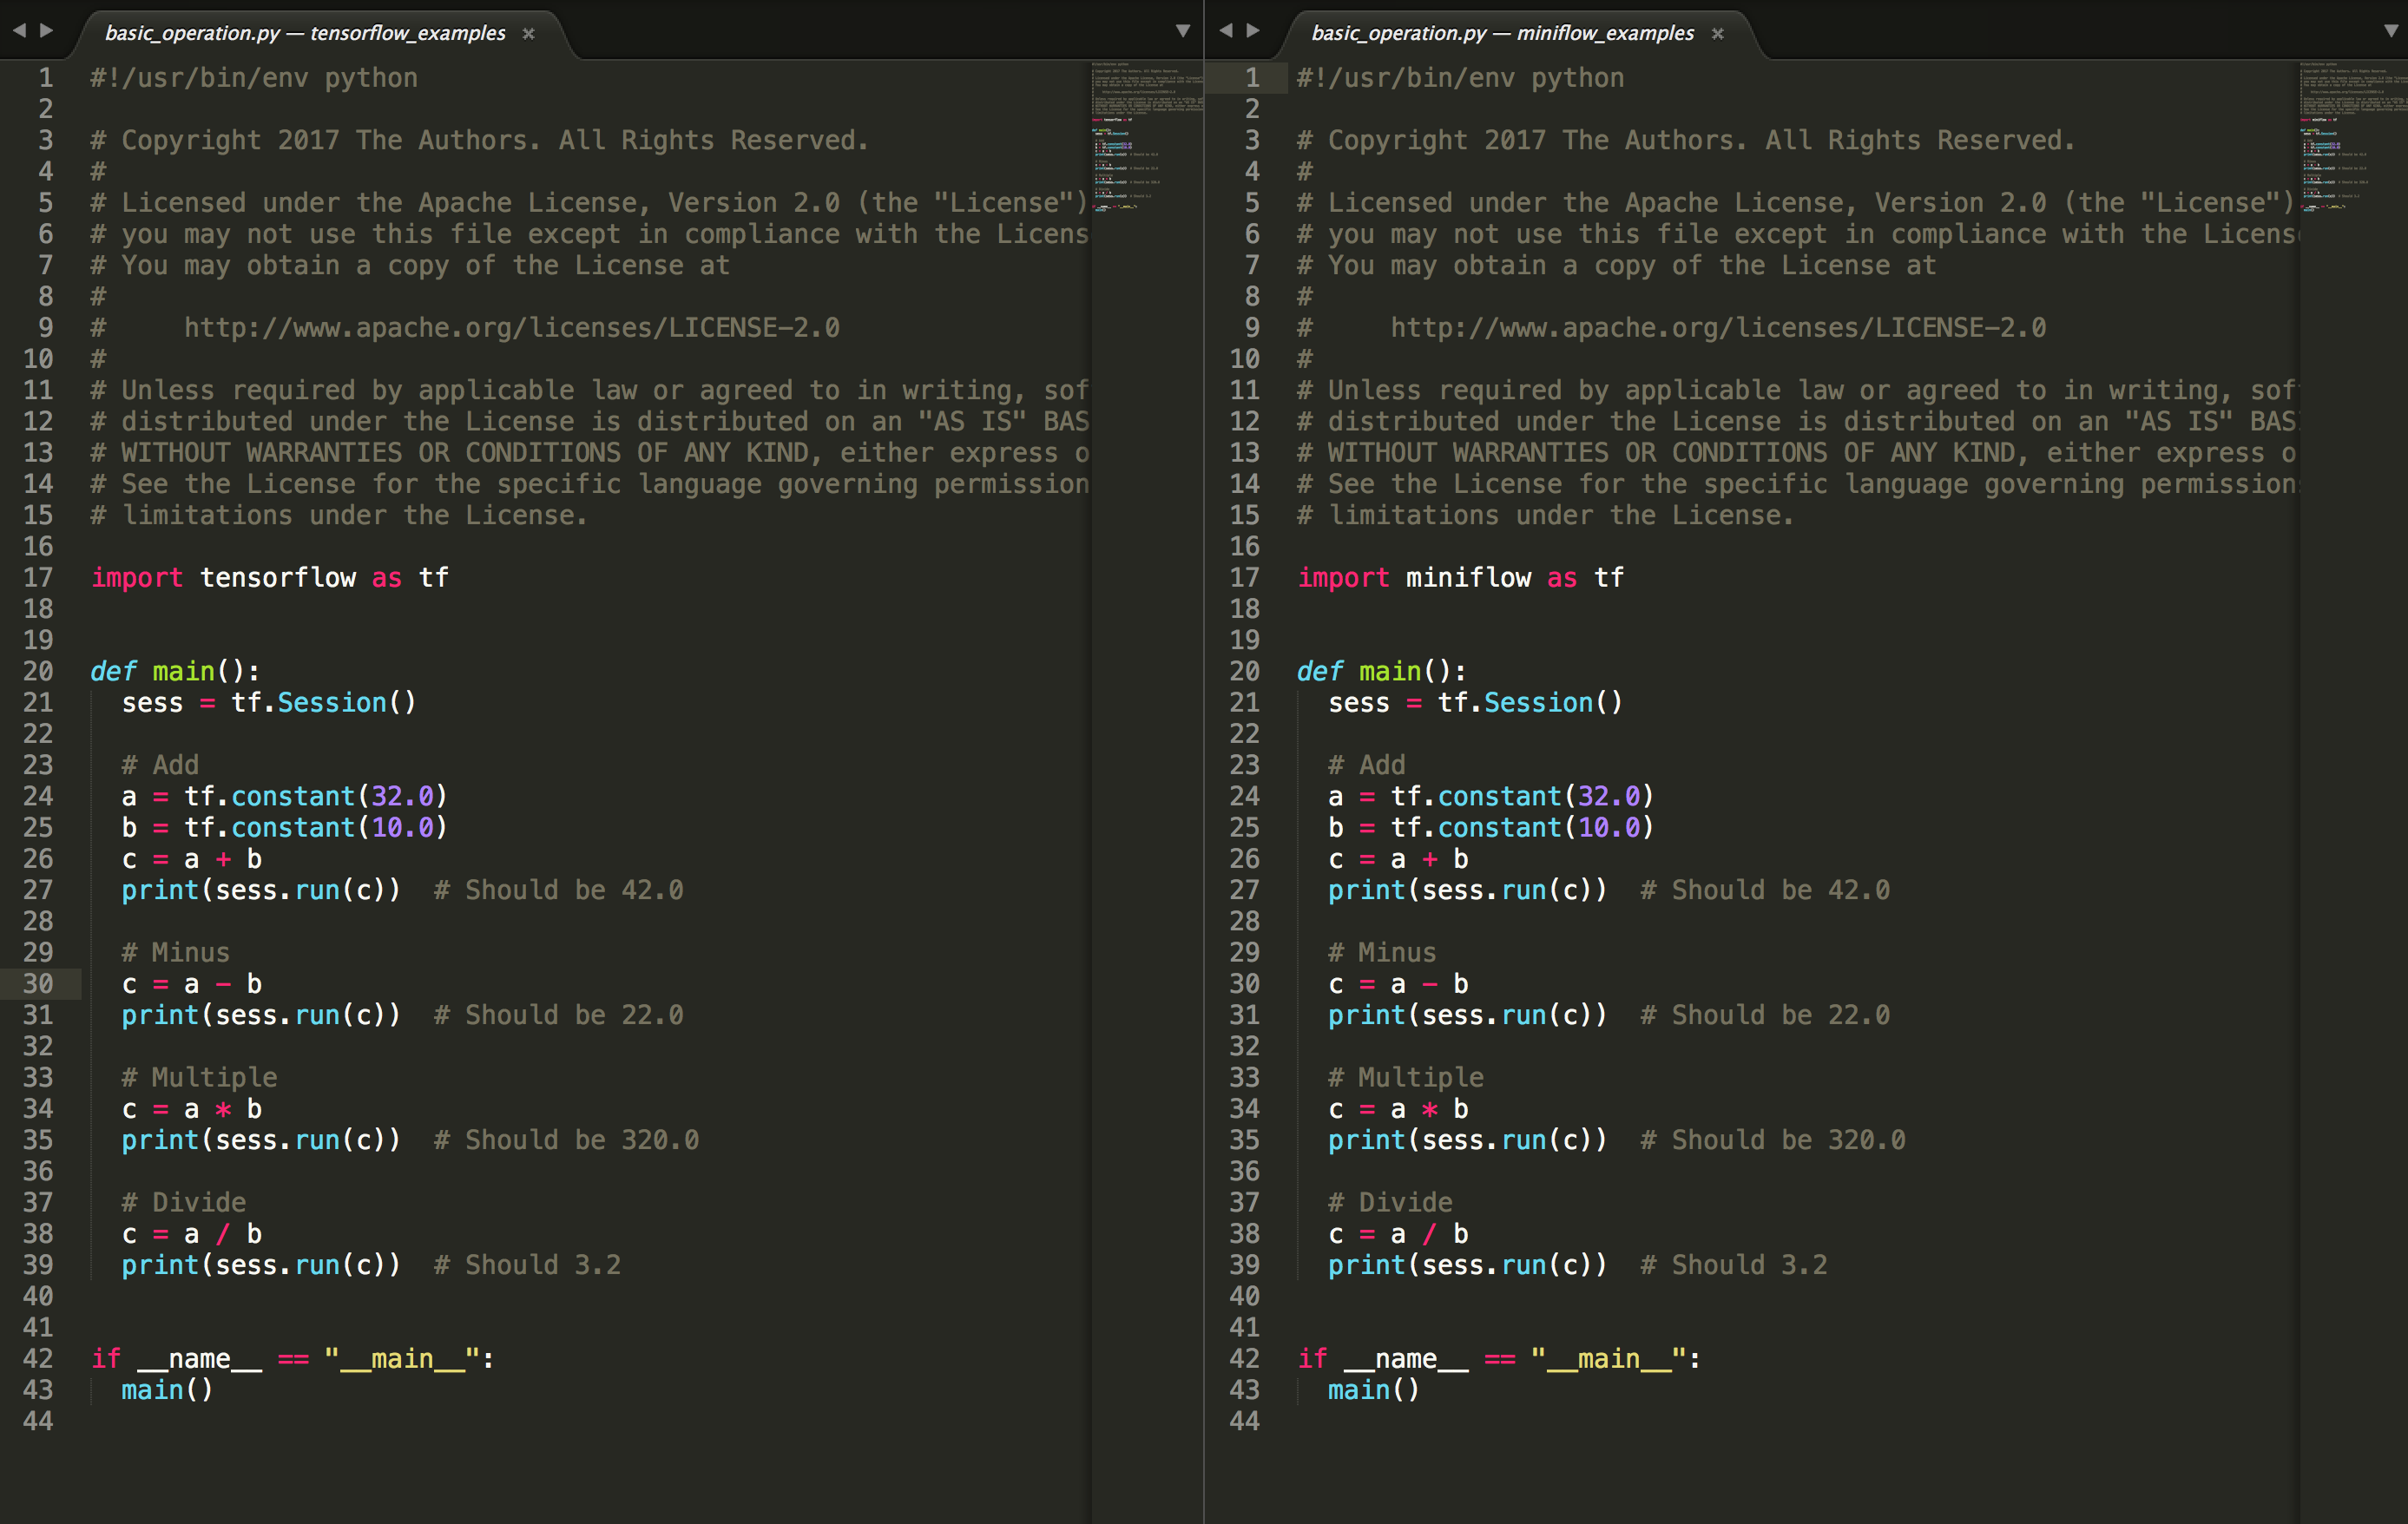 basic_operation.py — tensorflow_examples
1 #!/usr/bin/env python
2
3 # Copyright 2017 The Authors. All Rights Reserved.
4 #
5 # Licensed under the Apache License, Version 2.0 (the "License")
6 # you may not use this file except in compliance with the Licens
7 # You may obtain a copy of the License at
8 #
9 #     http://www.apache.org/licenses/LICENSE-2.0
10 #
11 # Unless required by applicable law or agreed to in writing, sof
12 # distributed under the License is distributed on an "AS IS" BAS
13 # WITHOUT WARRANTIES OR CONDITIONS OF ANY KIND, either express o
14 # See the License for the specific language governing permission
15 # limitations under the License.
16
17 import tensorflow as tf
18
19
20 def main():
21   sess = tf.Session()
22
23   # Add
24   a = tf.constant(32.0)
25   b = tf.constant(10.0)
26   c = a + b
27   print(sess.run(c))  # Should be 42.0
28
29   # Minus
30   c = a - b
31   print(sess.run(c))  # Should be 22.0
32
33   # Multiple
34   c = a * b
35   print(sess.run(c))  # Should be 320.0
36
37   # Divide
38   c = a / b
39   print(sess.run(c))  # Should 3.2
40
41
42 if __name__ == "__main__":
43   main()
44
basic_operation.py — miniflow_examples
1 #!/usr/bin/env python
2
3 # Copyright 2017 The Authors. All Rights Reserved.
4 #
5 # Licensed under the Apache License, Version 2.0 (the "License")
6 # you may not use this file except in compliance with the License
7 # You may obtain a copy of the License at
8 #
9 #     http://www.apache.org/licenses/LICENSE-2.0
10 #
11 # Unless required by applicable law or agreed to in writing, sof
12 # distributed under the License is distributed on an "AS IS" BAS
13 # WITHOUT WARRANTIES OR CONDITIONS OF ANY KIND, either express o
14 # See the License for the specific language governing permission
15 # limitations under the License.
16
17 import miniflow as tf
18
19
20 def main():
21   sess = tf.Session()
22
23   # Add
24   a = tf.constant(32.0)
25   b = tf.constant(10.0)
26   c = a + b
27   print(sess.run(c))  # Should be 42.0
28
29   # Minus
30   c = a - b
31   print(sess.run(c))  # Should be 22.0
32
33   # Multiple
34   c = a * b
35   print(sess.run(c))  # Should be 320.0
36
37   # Divide
38   c = a / b
39   print(sess.run(c))  # Should 3.2
40
41
42 if __name__ == "__main__":
43   main()
44